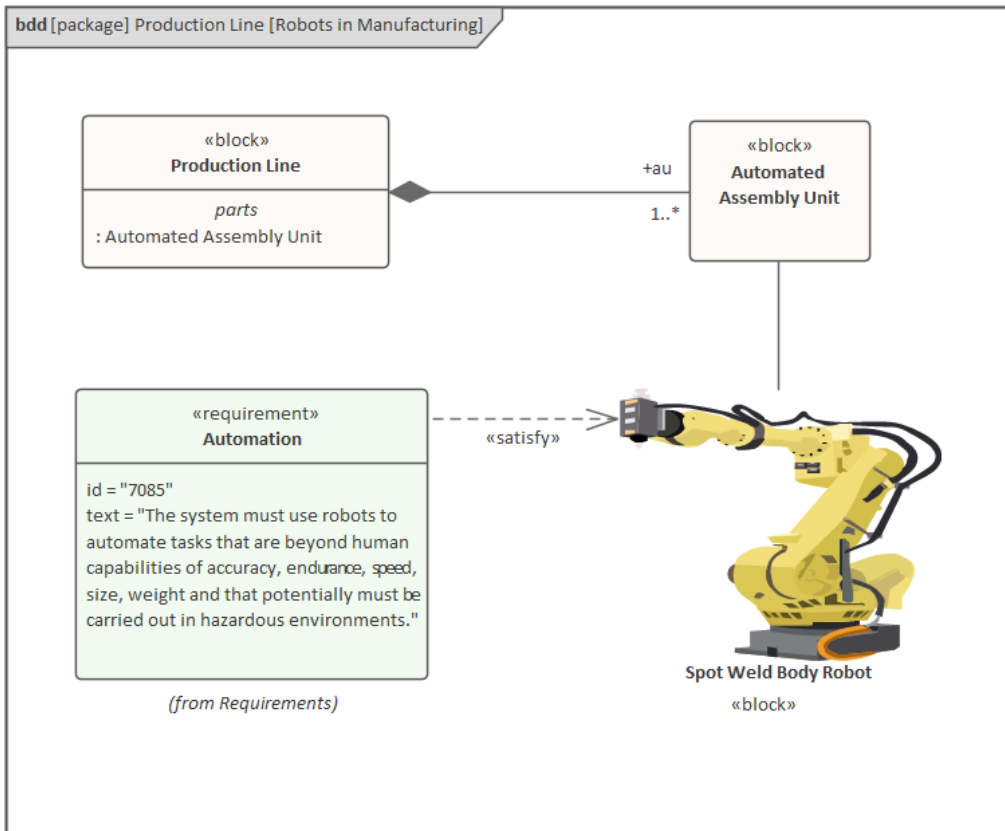 bdd [package] Production Line [Robots in Manufacturing]
«block»
Production Line
parts
: Automated Assembly Unit
+au
1..*
«block»
Automated
Assembly Unit
«requirement»
Automation
id = "7085"
text = "The system must use robots to
automate tasks that are beyond human
capabilities of accuracy, endurance, speed,
size, weight and that potentially must be
carried out in hazardous environments."
(from Requirements)
«satisfy»
Spot Weld Body Robot
«block»